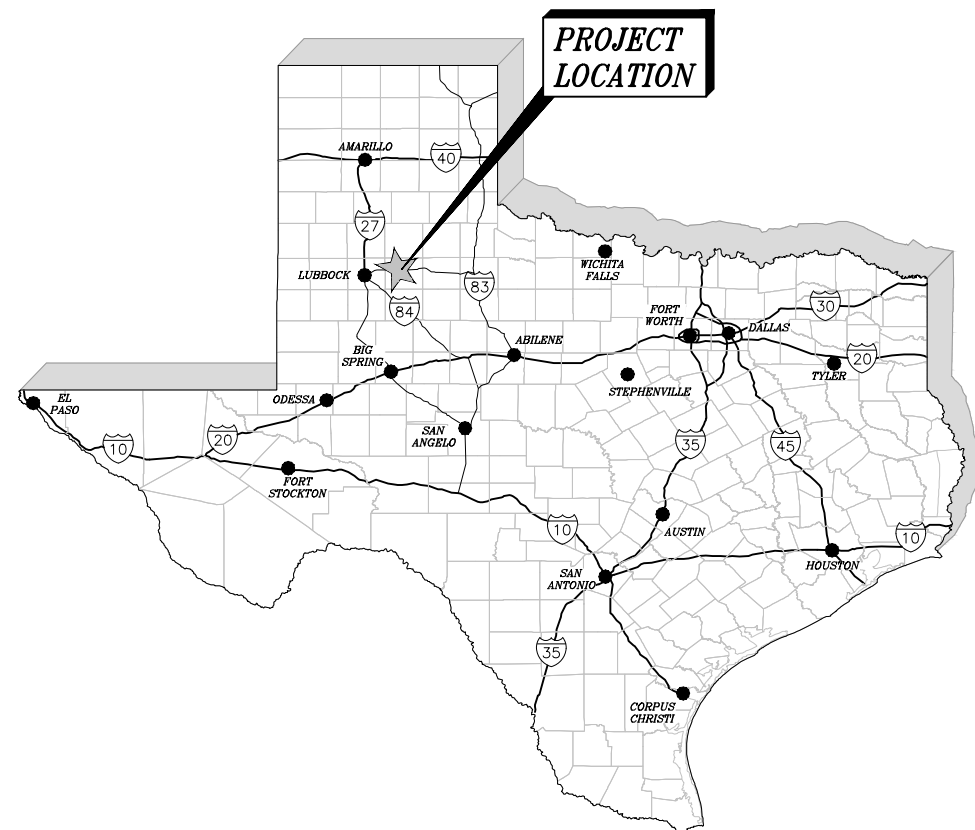 PROJECT
LOCATION
AMARILLO
40
27
LUBBOCK
WICHITA
FALLS
83
84
30
FORT
WORTH
DALLAS
ABILENE
BIG
SPRING
20
TYLER
STEPHENVILLE
EL
PASO
ODESSA
SAN
ANGELO
10
20
35
45
FORT
STOCKTON
AUSTIN
10
10
HOUSTON
SAN
ANTONIO
35
CORPUS
CHRISTI